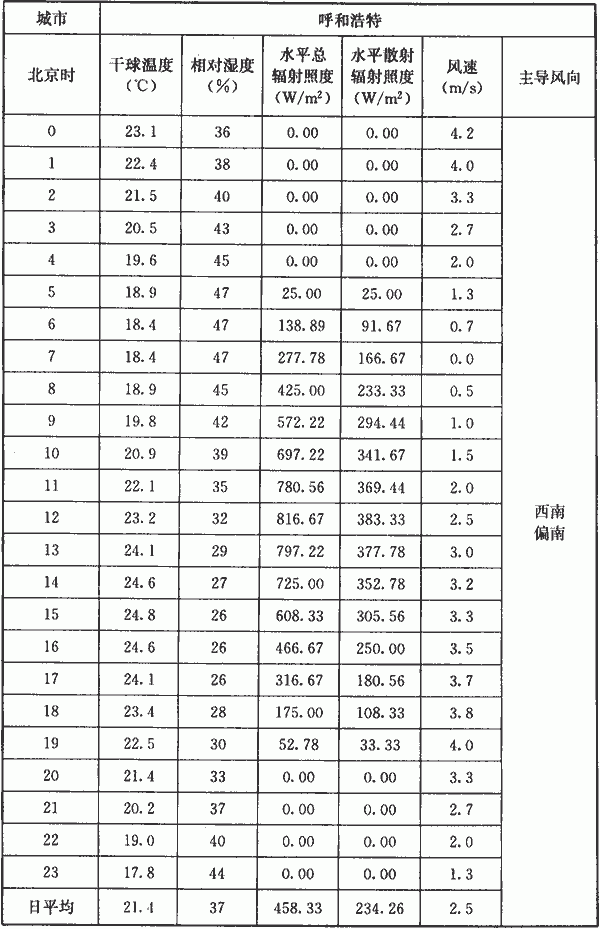 城市 呼和浩特
北京时 干球温度(℃) 相对湿度(%) 水平总辐射照度(W/m²) 水平散射辐射照度(W/m²) 风速(m/s) 主导风向
0 23.1 36 0.00 0.00 4.2
1 22.4 38 0.00 0.00 4.0
2 21.5 40 0.00 0.00 3.3
3 20.5 43 0.00 0.00 2.7
4 19.6 45 0.00 0.00 2.0
5 18.9 47 25.00 25.00 1.3
6 18.4 47 138.89 91.67 0.7
7 18.4 47 277.78 166.67 0.0
8 18.9 45 425.00 233.33 0.5
9 19.8 42 572.22 294.44 1.0
10 20.9 39 697.22 341.67 1.5
11 22.1 35 780.56 369.44 2.0
12 23.2 32 816.67 383.33 2.5
西南偏南
13 24.1 29 797.22 377.78 3.0
14 24.6 27 725.00 352.78 3.2
15 24.8 26 608.33 305.56 3.3
16 24.6 26 466.67 250.00 3.5
17 24.1 26 316.67 180.56 3.7
18 23.4 28 175.00 108.33 3.8
19 22.5 30 52.78 33.33 4.0
20 21.4 33 0.00 0.00 3.3
21 20.2 37 0.00 0.00 2.7
22 19.0 40 0.00 0.00 2.0
23 17.8 44 0.00 0.00 1.3
日平均 21.4 37 458.33 234.26 2.5